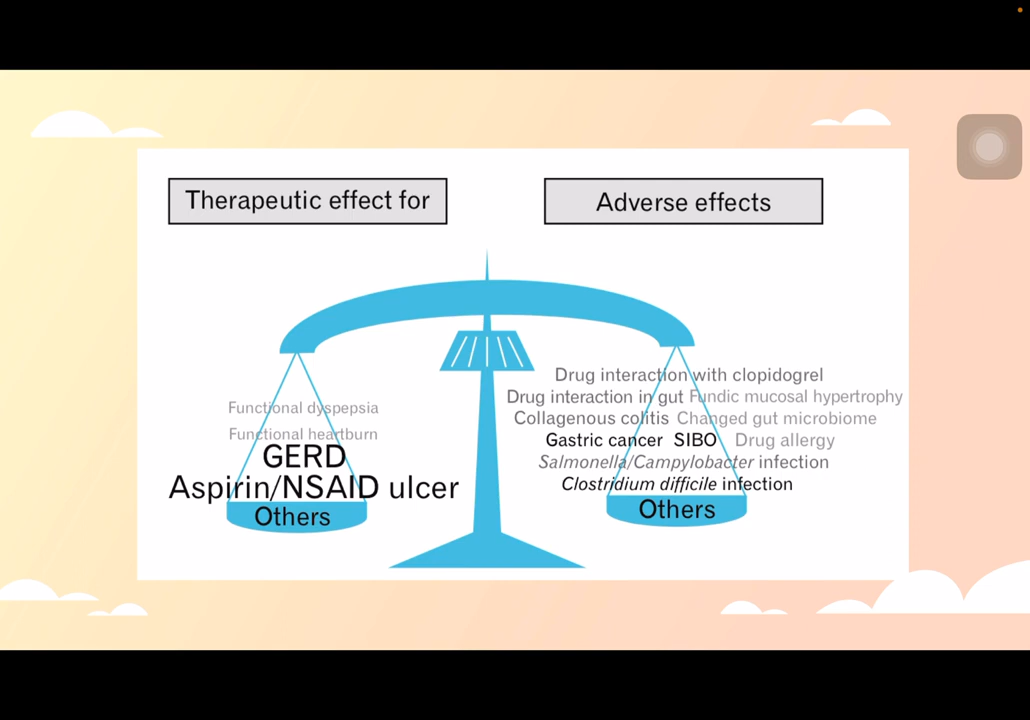 Therapeutic effect for
Adverse effects
Functional dyspepsia
Functional heartburn
GERD
Aspirin/NSAID ulcer
Others
Drug interaction with clopidogrel
Drug interaction in gut Fundic mucosal hypertrophy
Collagenous colitis Changed gut microbiome
Gastric cancer SIBO Drug allergy
Salmonella/Campylobacter infection
Clostridium difficile infection
Others